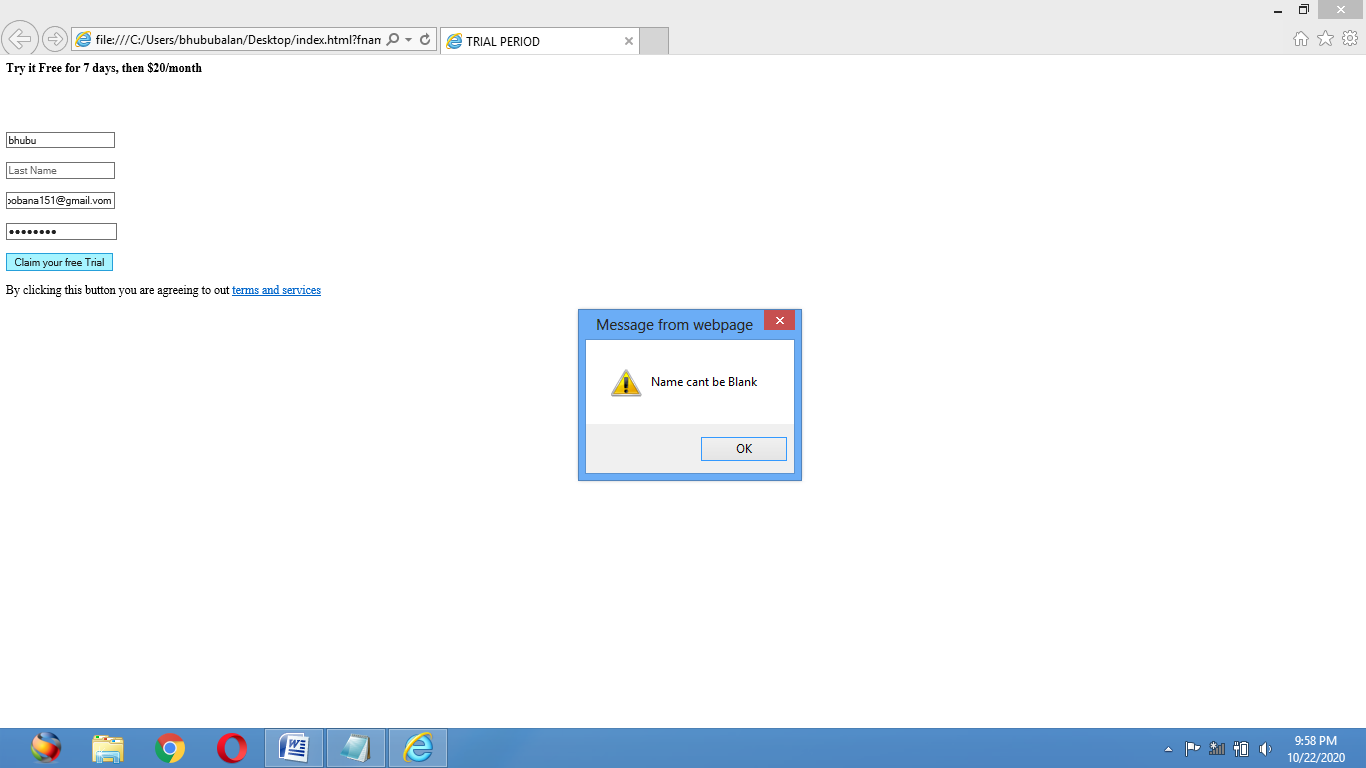 file:///C:/Users/bhububalan/Desktop/index.html?fnam
TRIAL PERIOD
Try it Free for 7 days, then $20/month
bhubu
Last Name
obana151@gmail.vom
••••••••
Claim your free Trial
By clicking this button you are agreeing to out terms and services
Message from webpage
Name cant be Blank
OK
9:58 PM
10/22/2020